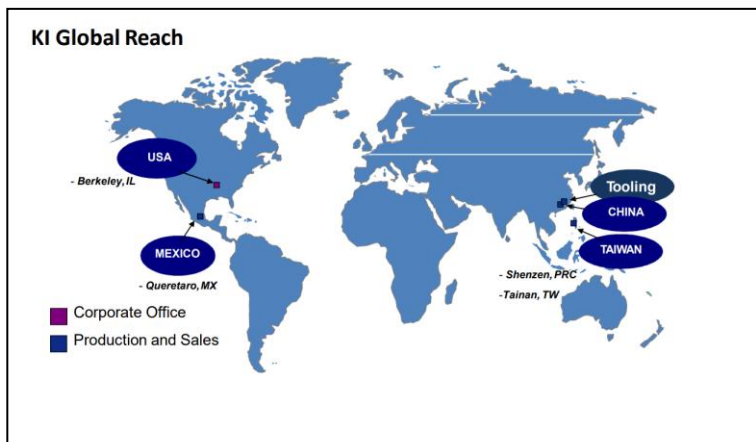 KI Global Reach
USA
- Berkeley, IL
Tooling
CHINA
MEXICO
TAIWAN
- Queretaro, MX
- Shenzen, PRC
-Tainan, TW
Corporate Office
Production and Sales